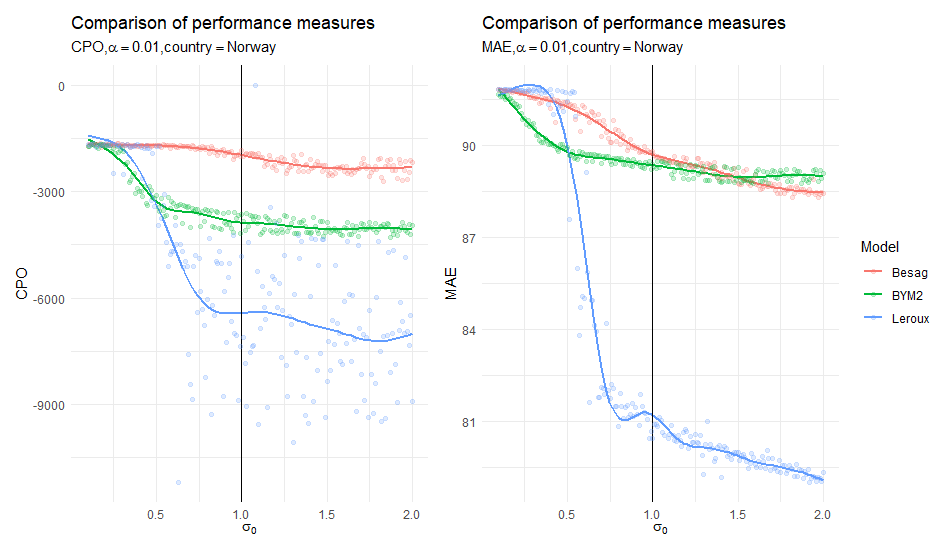 Comparison of performance measures
CPO,α = 0.01,country = Norway
CPO
0
-3000
-6000
-9000
0.5
1.0
1.5
2.0
σ₀
Comparison of performance measures
MAE,α = 0.01,country = Norway
MAE
90
87
84
81
0.5
1.0
1.5
2.0
σ₀
Model
Besag
BYM2
Leroux